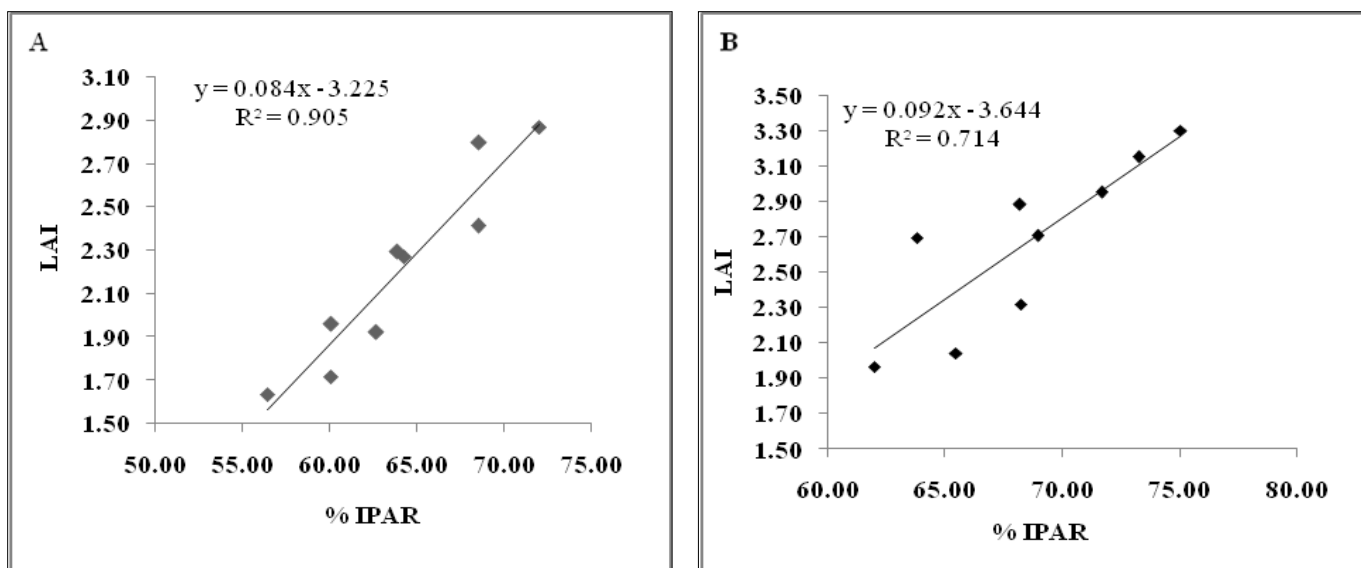 A
y = 0.084x - 3.225
R² = 0.905
3.10
2.90
2.70
2.50
2.30
2.10
1.90
1.70
1.50
LAI
50.00 55.00 60.00 65.00 70.00 75.00
% IPAR
B
y = 0.092x - 3.644
R² = 0.714
3.50
3.30
3.10
2.90
2.70
2.50
2.30
2.10
1.90
1.70
1.50
LAI
60.00 65.00 70.00 75.00 80.00
% IPAR